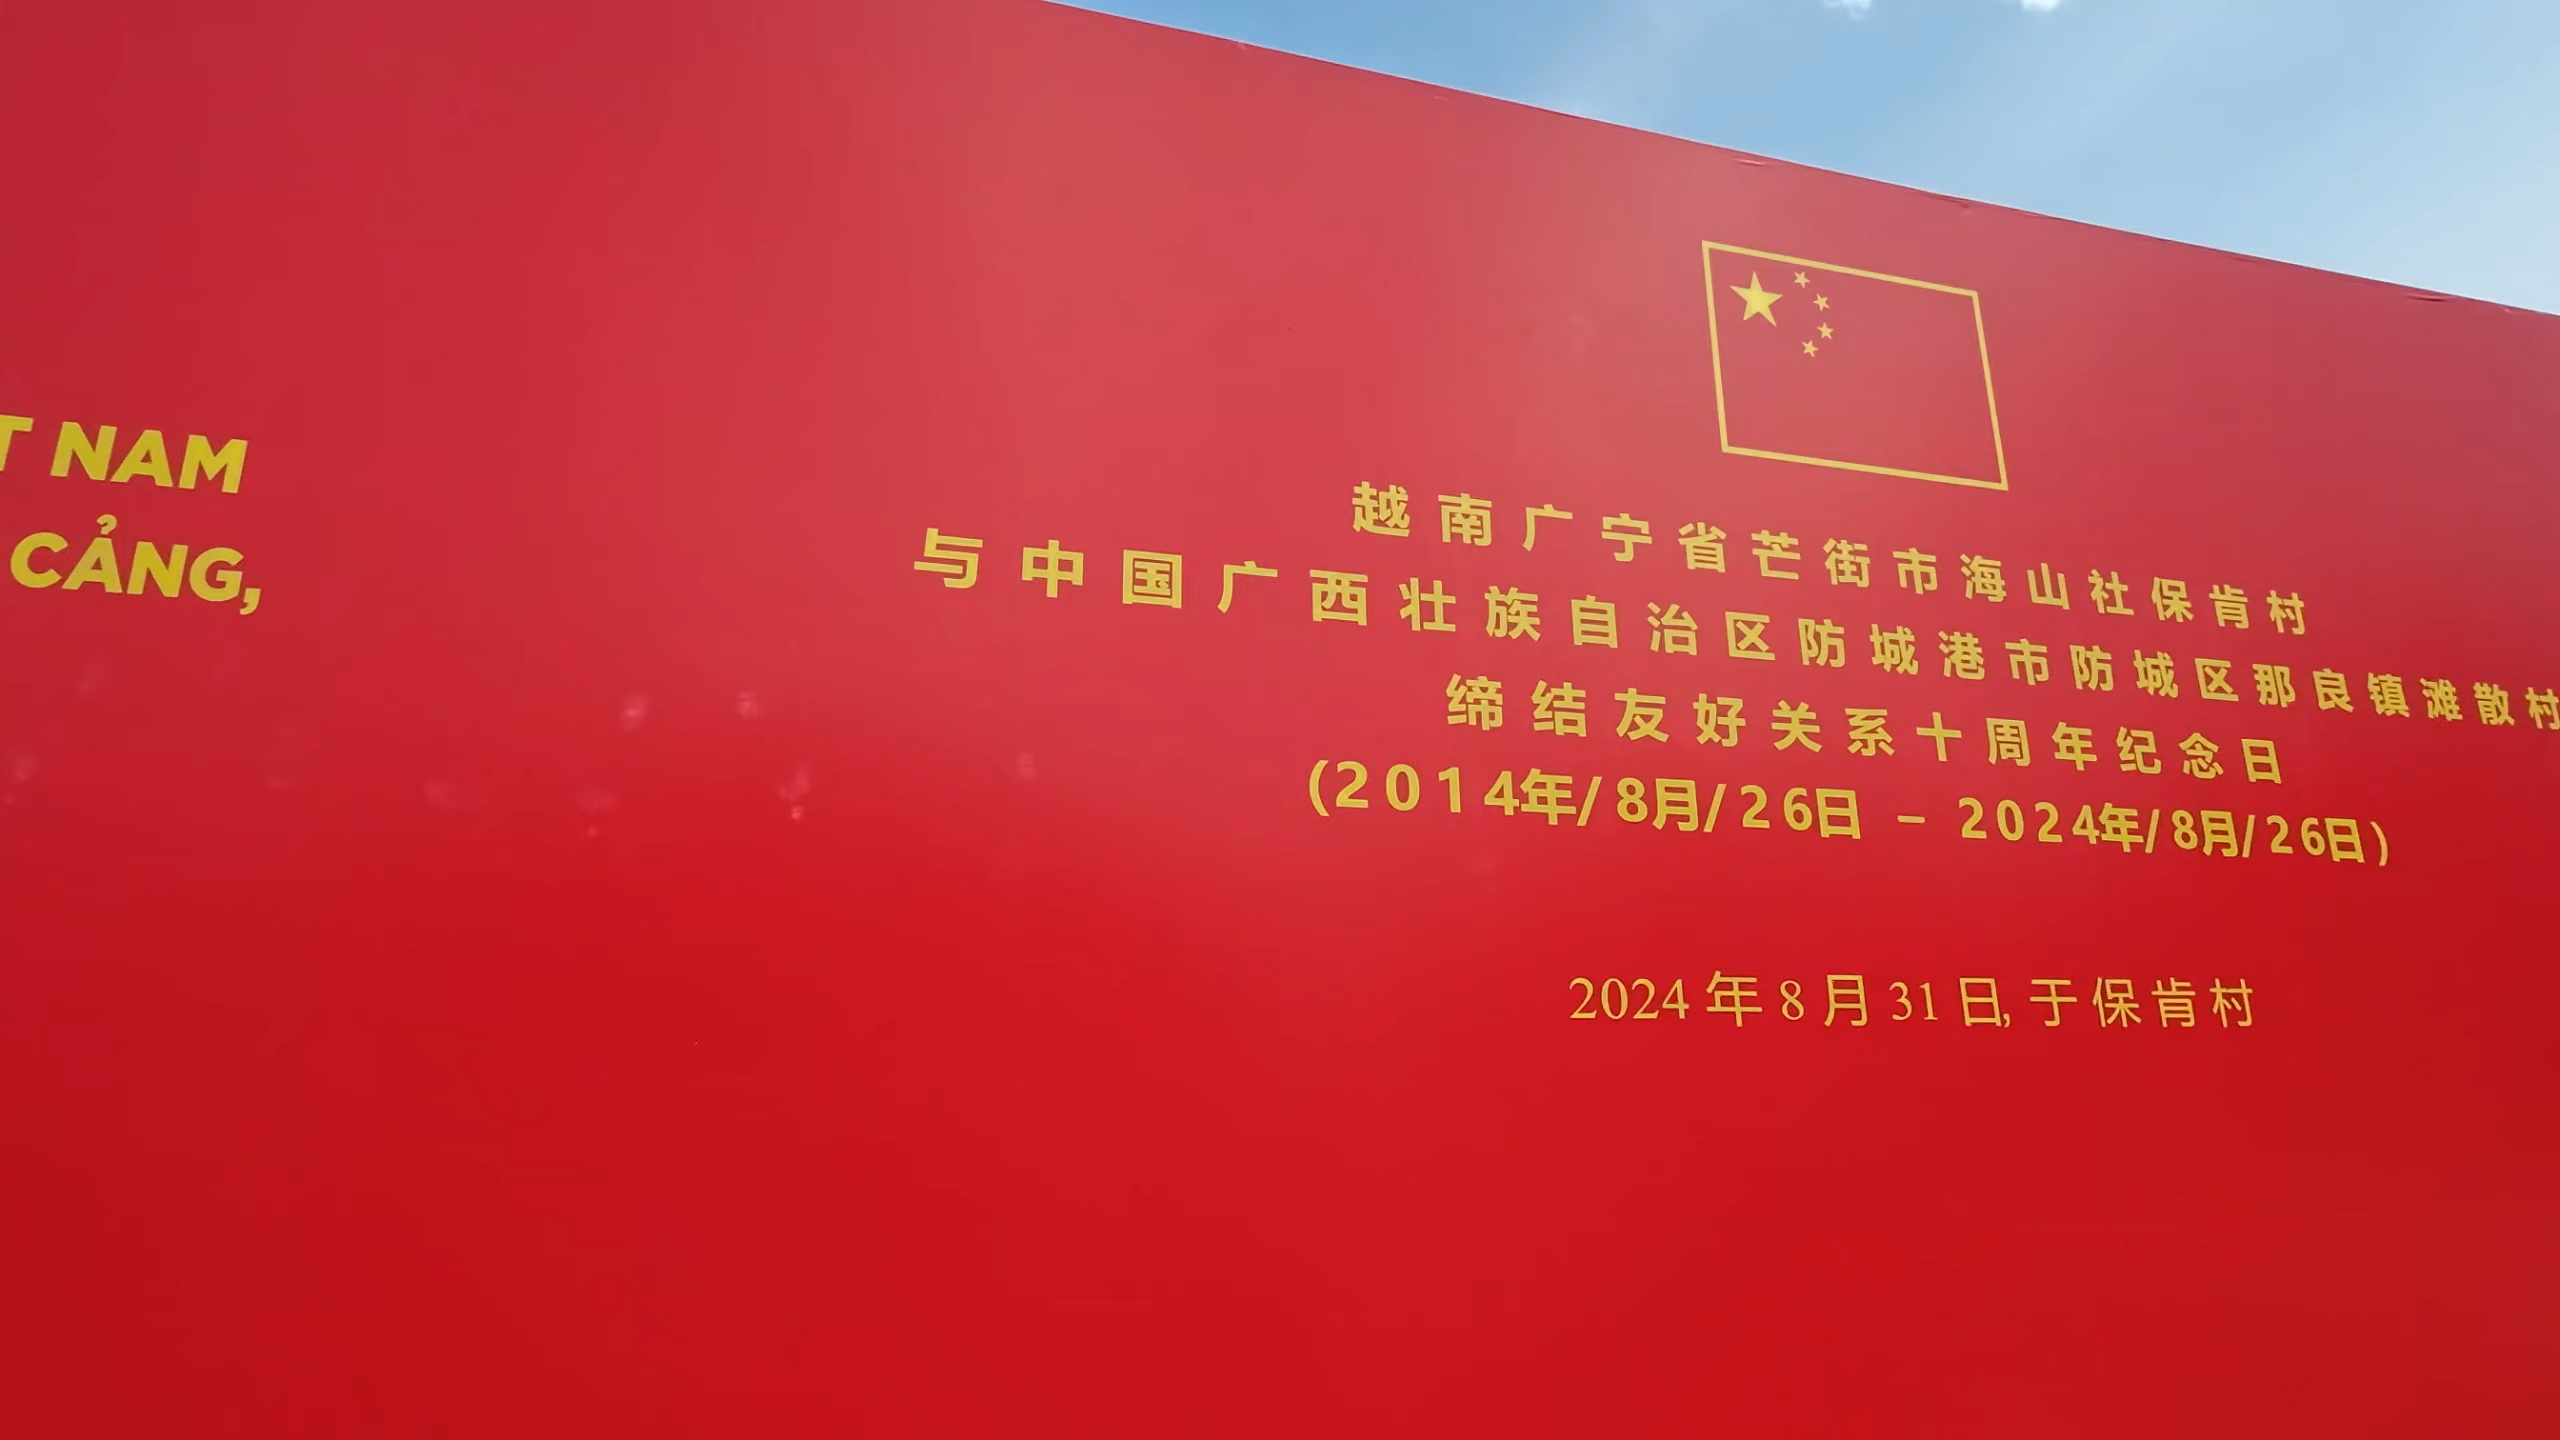 T NAM
CẢNG,
越南广宁省芒街市海山社保肯村
与中国广西壮族自治区防城港市防城区那良镇滩散村
缔结友好关系十周年纪念日
(2014年/8月/26日 - 2024年/8月/26日)
2024年8月31日,于保肯村